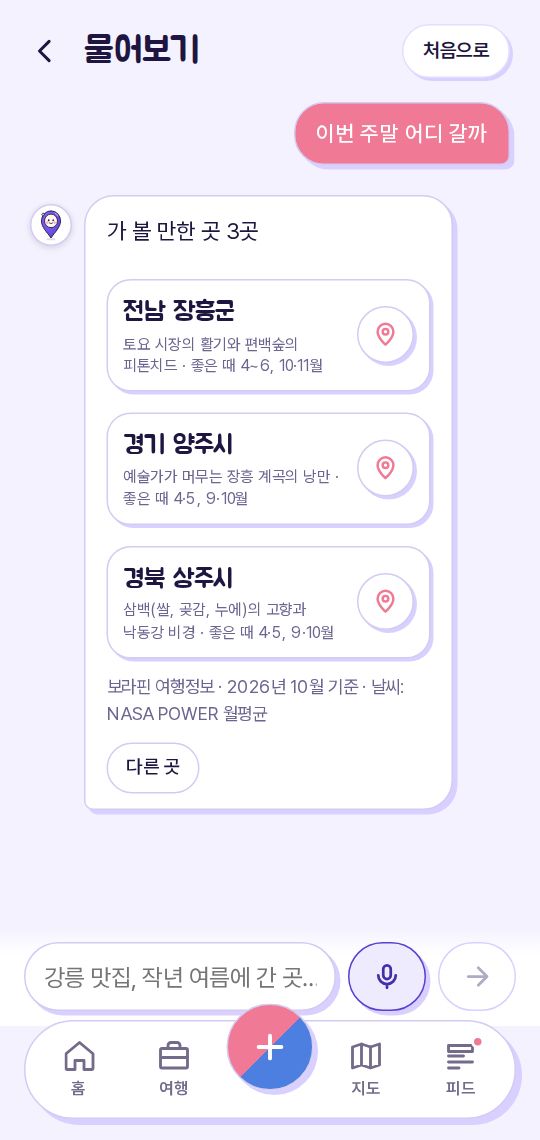 물어보기
처음으로
이번 주말 어디 갈까
가 볼 만한 곳 3곳
전남 장흥군
토요 시장의 활기와 편백숲의
피톤치드 · 좋은 때 4~6, 10·11월
경기 양주시
예술가가 머무는 장흥 계곡의 낭만 ·
좋은 때 4·5, 9·10월
경북 상주시
삼백(쌀, 곶감, 누에)의 고향과
낙동강 비경 · 좋은 때 4·5, 9·10월
보라핀 여행정보 · 2026년 10월 기준 · 날씨:
NASA POWER 월평균
다른 곳
강릉 맛집, 작년 여름에 간 곳...
홈
여행
지도
피드